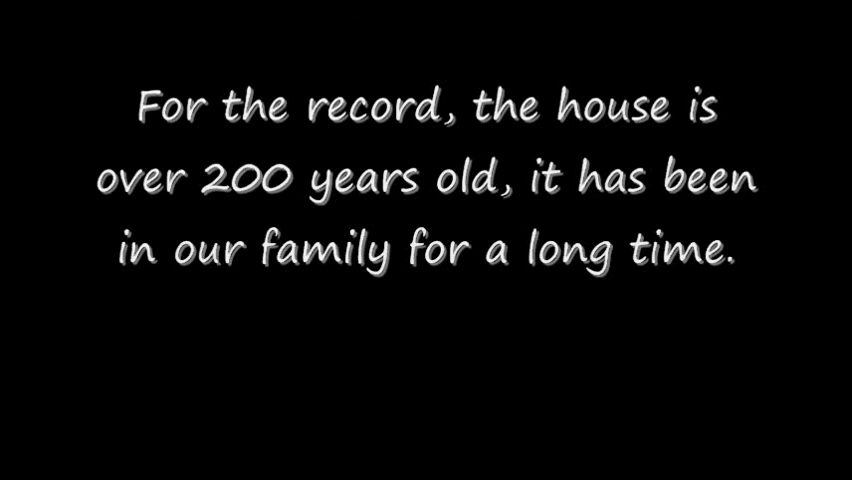 For the record, the house is
over 200 years old, it has been
in our family for a long time.